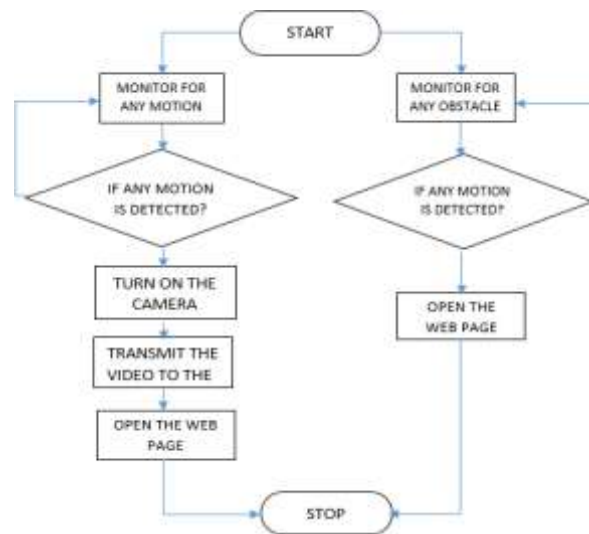 START
MONITOR FOR
ANY MOTION
IF ANY MOTION
IS DETECTED?
TURN ON THE
CAMERA
TRANSMIT THE
VIDEO TO THE
OPEN THE WEB
PAGE
MONITOR FOR
ANY OBSTACLE
IF ANY MOTION
IS DETECTED?
OPEN THE
WEB PAGE
STOP